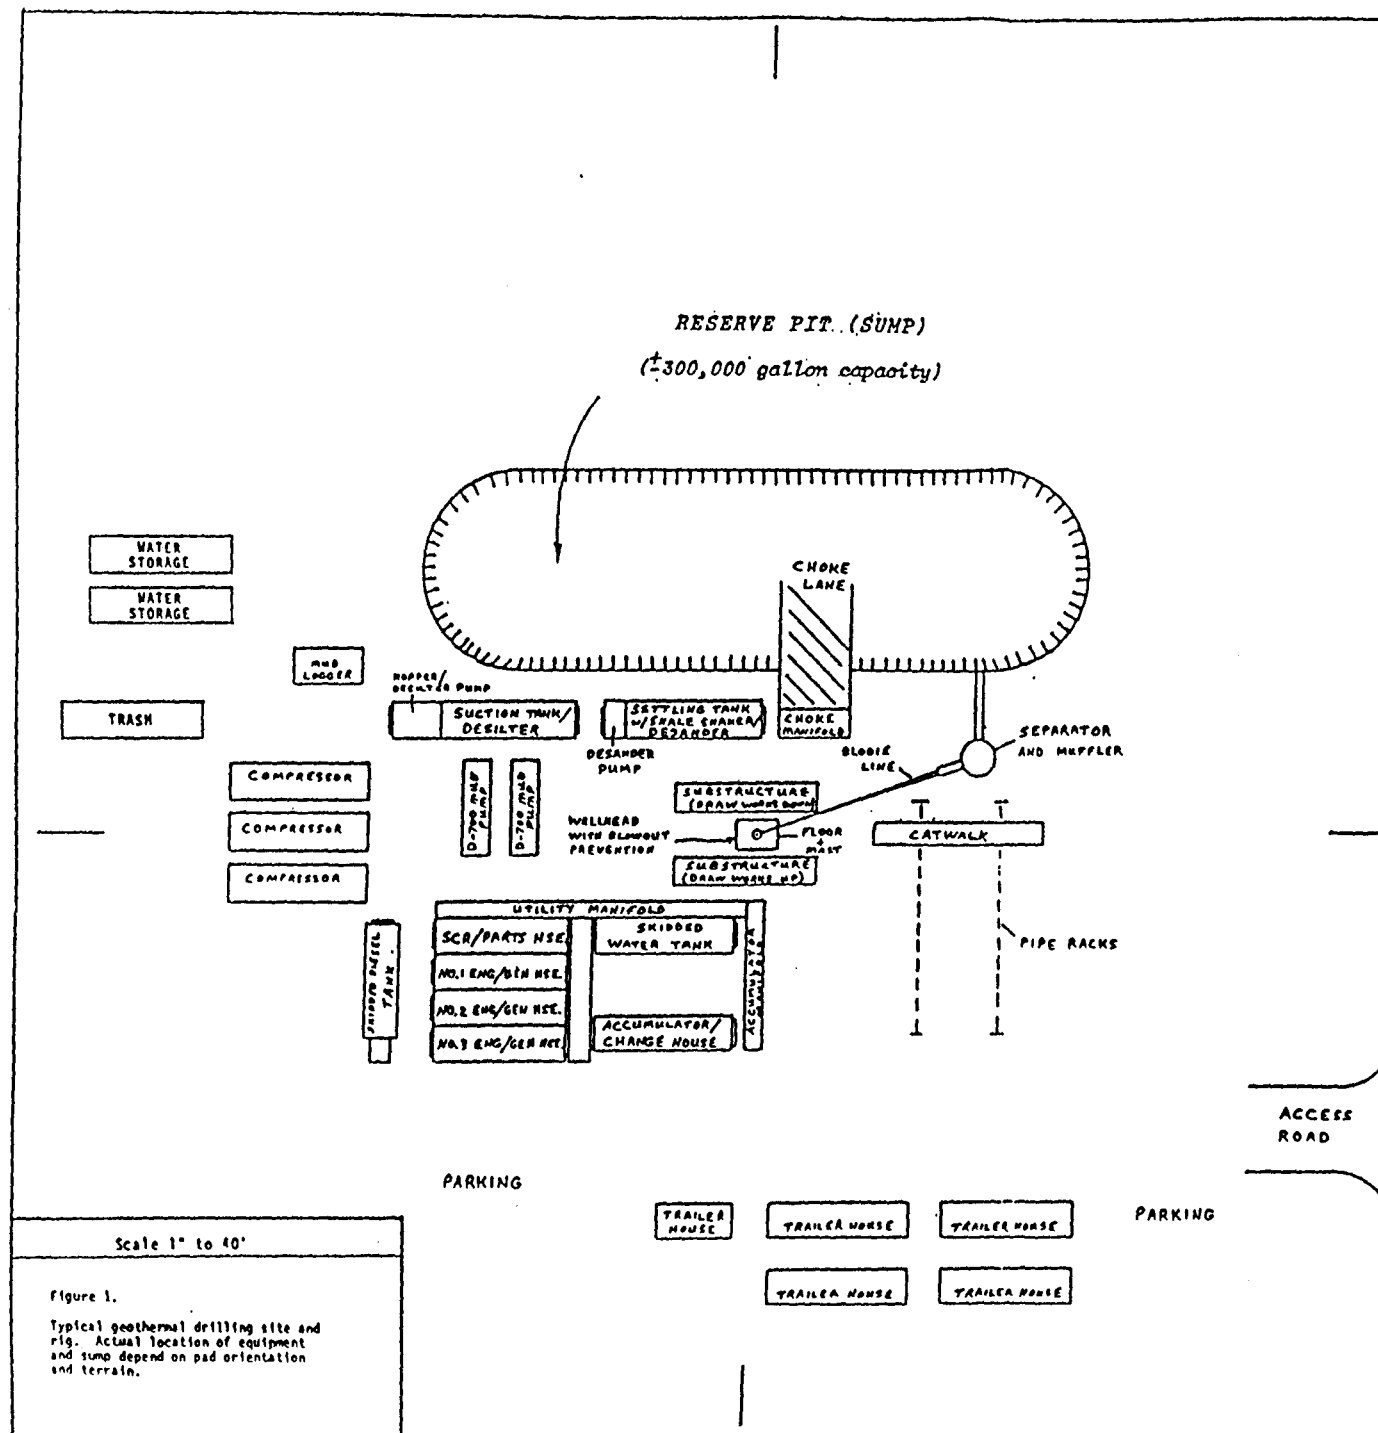 RESERVE PIT (SUMP)
(±300,000 gallon capacity)
CHOKE
LANE
WATER
STORAGE
WATER
STORAGE
MUD
LOGGER
HOPPER/
DESILTER PUMP
TRASH
SUCTION TANK/
DESILTER
SETTLING TANK
W/SHALE SHAKER/
DESANDER
CHOKE
MANIFOLD
DESANDER
PUMP
BLOOIE
LINE
SEPARATOR
AND MUFFLER
COMPRESSOR
COMPRESSOR
COMPRESSOR
D-700 MUD
PUMP
D-700 MUD
PUMP
SUBSTRUCTURE
(DRAW WORKS DOWN)
WELLHEAD
WITH BLOWOUT
PREVENTION
FLOOR
+
MAST
SUBSTRUCTURE
(DRAW WORKS UP)
CATWALK
PIPE RACKS
UTILITY MANIFOLD
SKIDDED DIESEL
TANK
SCR/PARTS HSE.
NO.1 ENG/GEN HSE.
NO.2 ENG/GEN HSE.
NO.3 ENG/GEN HSE.
SKIDDED
WATER TANK
ACCUMULATOR/
CHANGE HOUSE
ACCUMULATOR
ACCESS
ROAD
PARKING
TRAILER
HOUSE
TRAILER HOUSE
TRAILER HOUSE
PARKING
TRAILER HOUSE
TRAILER HOUSE
Scale 1" to 40'
Figure 1.
Typical geothermal drilling site and
rig. Actual location of equipment
and sump depend on pad orientation
and terrain.